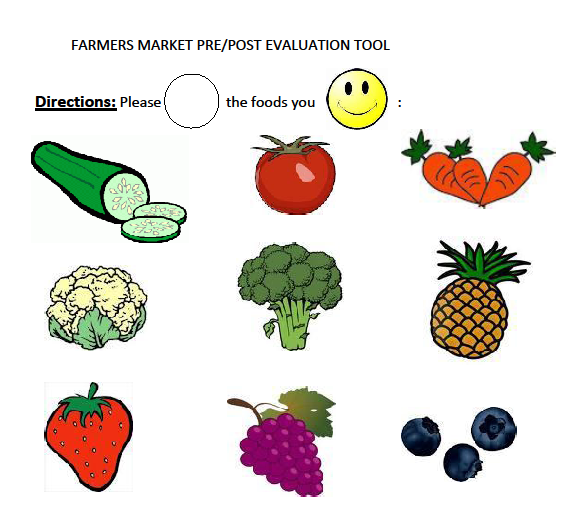 FARMERS MARKET PRE/POST EVALUATION TOOL
Directions: Please the foods you :